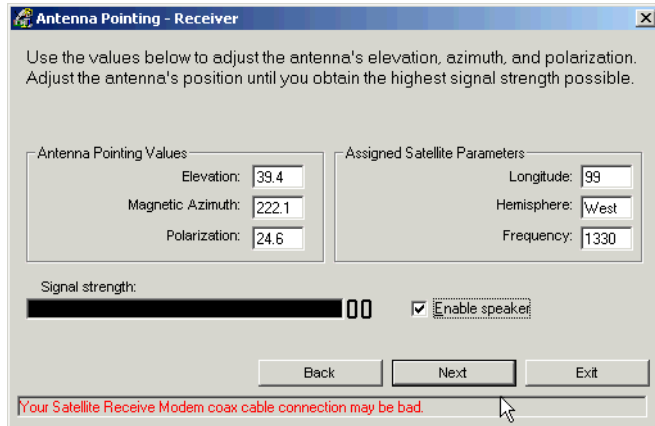 Antenna Pointing - Receiver
Use the values below to adjust the antenna's elevation, azimuth, and polarization.
Adjust the antenna's position until you obtain the highest signal strength possible.
Antenna Pointing Values
Elevation: 39.4
Magnetic Azimuth: 222.1
Polarization: 24.6
Assigned Satellite Parameters
Longitude: 99
Hemisphere: West
Frequency: 1330
Signal strength:
00
Enable speaker
Back
Next
Exit
Your Satellite Receive Modem coax cable connection may be bad.